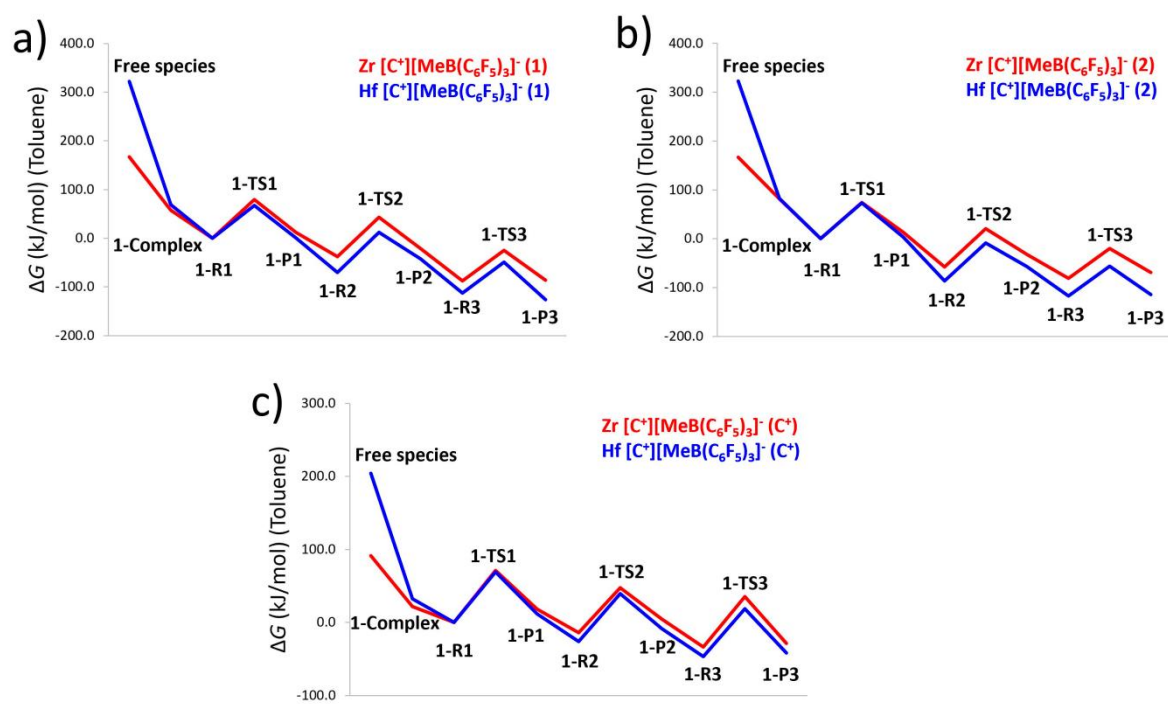 a)
400.0
300.0
200.0
100.0
0.0
-100.0
-200.0
ΔG (kJ/mol) (Toluene)
Free species
Zr [C⁺][MeB(C₆F₅)₃]⁻ (1)
Hf [C⁺][MeB(C₆F₅)₃]⁻ (1)
1-Complex
1-R1
1-TS1
1-P1
1-R2
1-TS2
1-P2
1-R3
1-TS3
1-P3
b)
400.0
300.0
200.0
100.0
0.0
-100.0
-200.0
ΔG (kJ/mol) (Toluene)
Free species
Zr [C⁺][MeB(C₆F₅)₃]⁻ (2)
Hf [C⁺][MeB(C₆F₅)₃]⁻ (2)
1-Complex
1-R1
1-TS1
1-P1
1-R2
1-TS2
1-P2
1-R3
1-TS3
1-P3
c)
300.0
200.0
100.0
0.0
-100.0
ΔG (kJ/mol) (Toluene)
Free species
Zr [C⁺][MeB(C₆F₅)₃]⁻ (C⁺)
Hf [C⁺][MeB(C₆F₅)₃]⁻ (C⁺)
1-Complex
1-R1
1-TS1
1-P1
1-R2
1-TS2
1-P2
1-R3
1-TS3
1-P3